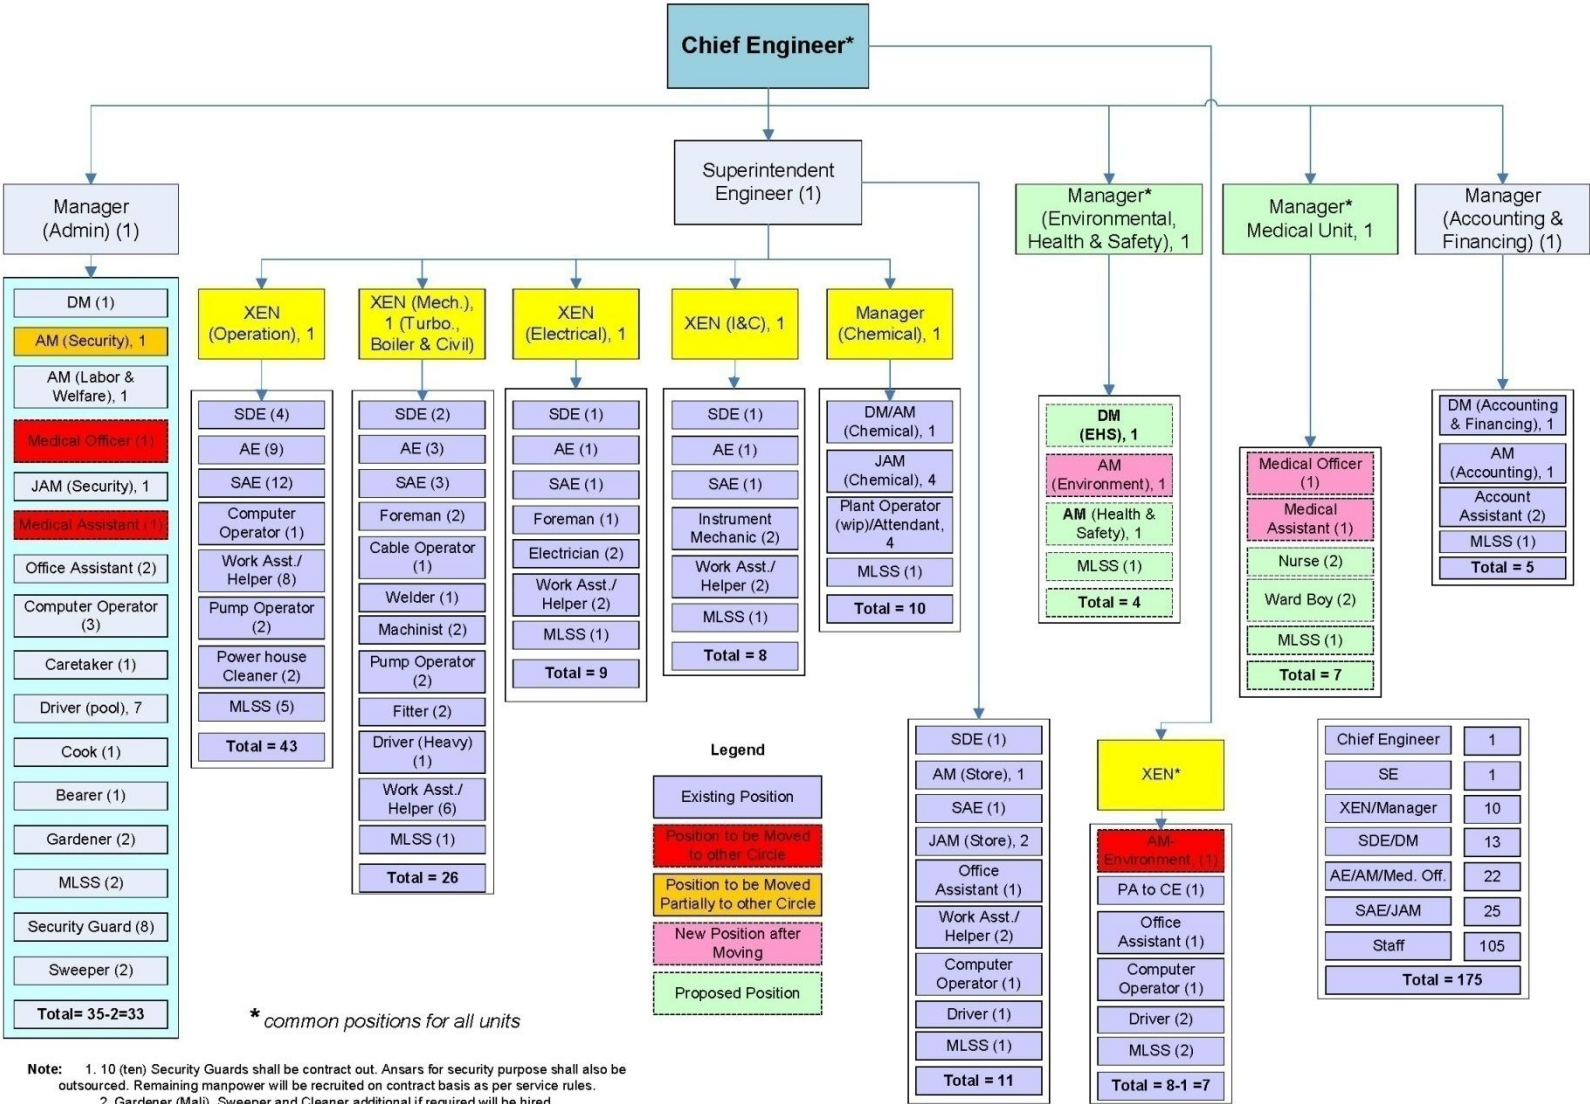 Chief Engineer*
Superintendent
Engineer (1)
Manager
(Admin) (1)
Manager*
(Environmental,
Health & Safety), 1
Manager*
Medical Unit, 1
Manager
(Accounting &
Financing) (1)
DM (1)
AM (Security), 1
AM (Labor &
Welfare), 1
Medical Officer (1)
JAM (Security), 1
Medical Assistant (1)
Office Assistant (2)
Computer Operator
(3)
Caretaker (1)
Driver (pool), 7
Cook (1)
Bearer (1)
Gardener (2)
MLSS (2)
Security Guard (8)
Sweeper (2)
Total= 35-2=33
XEN
(Operation), 1
SDE (4)
AE (9)
SAE (12)
Computer
Operator (1)
Work Asst./
Helper (8)
Pump Operator
(2)
Power house
Cleaner (2)
MLSS (5)
Total = 43
XEN (Mech.),
1 (Turbo.,
Boiler & Civil)
SDE (2)
AE (3)
SAE (3)
Foreman (2)
Cable Operator
(1)
Welder (1)
Machinist (2)
Pump Operator
(2)
Fitter (2)
Driver (Heavy)
(1)
Work Asst./
Helper (6)
MLSS (1)
Total = 26
XEN
(Electrical), 1
SDE (1)
AE (1)
SAE (1)
Foreman (1)
Electrician (2)
Work Asst./
Helper (2)
MLSS (1)
Total = 9
XEN (I&C), 1
SDE (1)
AE (1)
SAE (1)
Instrument
Mechanic (2)
Work Asst./
Helper (2)
MLSS (1)
Total = 8
Manager
(Chemical), 1
DM/AM
(Chemical), 1
JAM
(Chemical), 4
Plant Operator
(wip)/Attendant,
4
MLSS (1)
Total = 10
DM
(EHS), 1
AM
(Environment), 1
AM (Health &
Safety), 1
MLSS (1)
Total = 4
Medical Officer
(1)
Medical
Assistant (1)
Nurse (2)
Ward Boy (2)
MLSS (1)
Total = 7
DM (Accounting
& Financing), 1
AM
(Accounting), 1
Account
Assistant (2)
MLSS (1)
Total = 5
Legend
Existing Position
Position to be Moved
to other Circle
Position to be Moved
Partially to other Circle
New Position after
Moving
Proposed Position
SDE (1)
AM (Store), 1
SAE (1)
JAM (Store), 2
Office
Assistant (1)
Work Asst./
Helper (2)
Computer
Operator (1)
Driver (1)
MLSS (1)
Total = 11
XEN*
AM-
Environment, (1)
PA to CE (1)
Office
Assistant (1)
Computer
Operator (1)
Driver (2)
MLSS (2)
Total = 8-1 =7
Chief Engineer 1
SE 1
XEN/Manager 10
SDE/DM 13
AE/AM/Med. Off. 22
SAE/JAM 25
Staff 105
Total = 175
* common positions for all units
Note: 1. 10 (ten) Security Guards shall be contract out. Ansars for security purpose shall also be
outsourced. Remaining manpower will be recruited on contract basis as per service rules.
2. Gardener (Mali), Sweeper and Cleaner additional if required will be hired